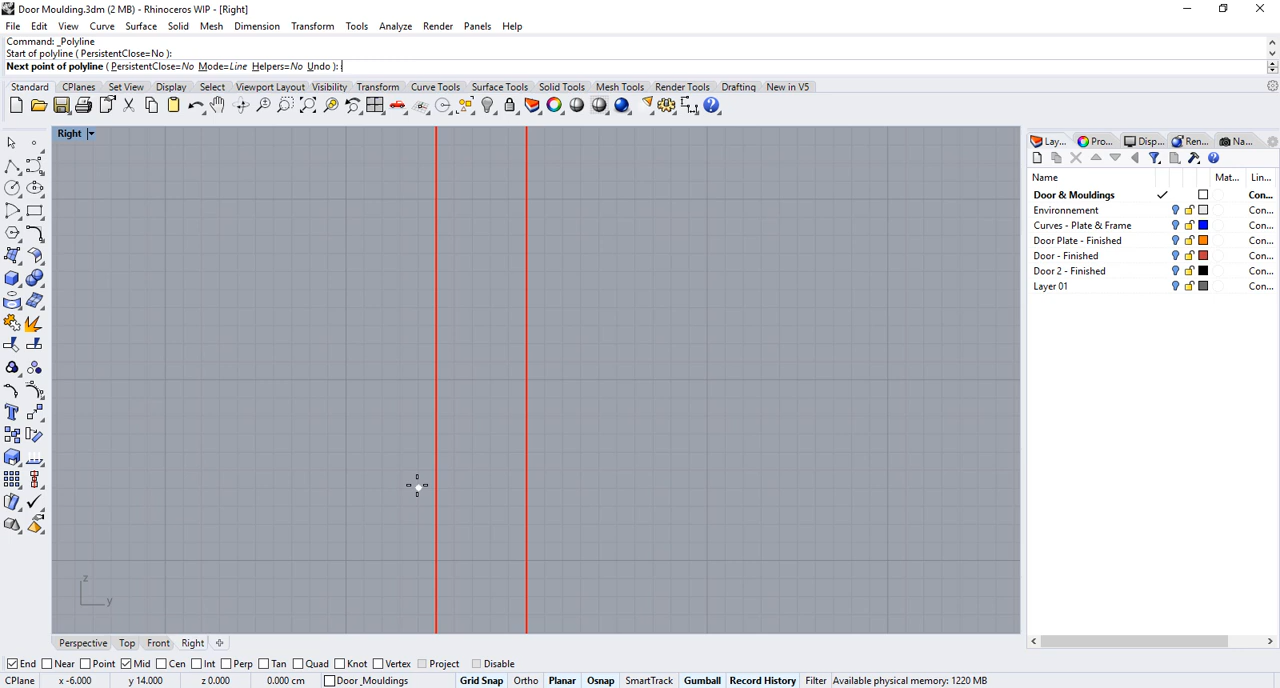 Door Moulding.3dm (2 MB) - Rhinoceros WIP - [Right]
File Edit View Curve Surface Solid Mesh Dimension Transform Tools Analyze Render Panels Help
Command: _Polyline
Start of polyline ( PersistentClose=No ):
Next point of polyline ( PersistentClose=No Mode=Line Helpers=No Undo ):
Standard CPlanes Set View Display Select Viewport Layout Visibility Transform Curve Tools Surface Tools Solid Tools Mesh Tools Render Tools Drafting New in V5
Right
Lay... Pro... Disp... Ren... Na...
Name Mat... Lin...
Door & Mouldings Con...
Environnement Con...
Curves - Plate & Frame Con...
Door Plate - Finished Con...
Door - Finished Con...
Door 2 - Finished Con...
Layer 01 Con...
z
y
Perspective Top Front Right
End Near Point Mid Cen Int Perp Tan Quad Knot Vertex Project Disable
CPlane x -6.000 y 14.000 z 0.000 0.000 cm Door_Mouldings Grid Snap Ortho Planar Osnap SmartTrack Gumball Record History Filter Available physical memory: 1220 MB